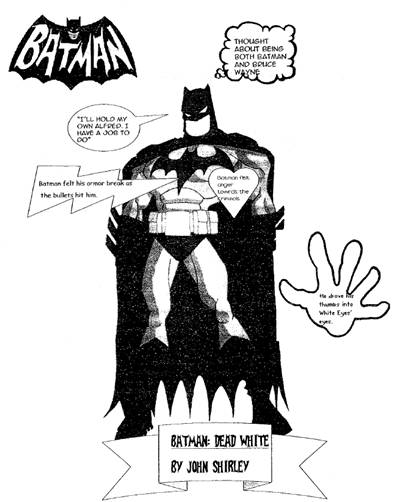 BATMAN
THOUGHT
ABOUT BEING
BOTH BATMAN
AND BRUCE
WAYNE
"I'LL HOLD MY
OWN ALFRED. I
HAVE A JOB TO
DO"
Batman felt his armor break as
the bullets hit him.
Batman felt
anger
towards the
criminals.
He drove his
thumbs into
White Eyes'
eyes.
BATMAN: DEAD WHITE
BY JOHN SHIRLEY